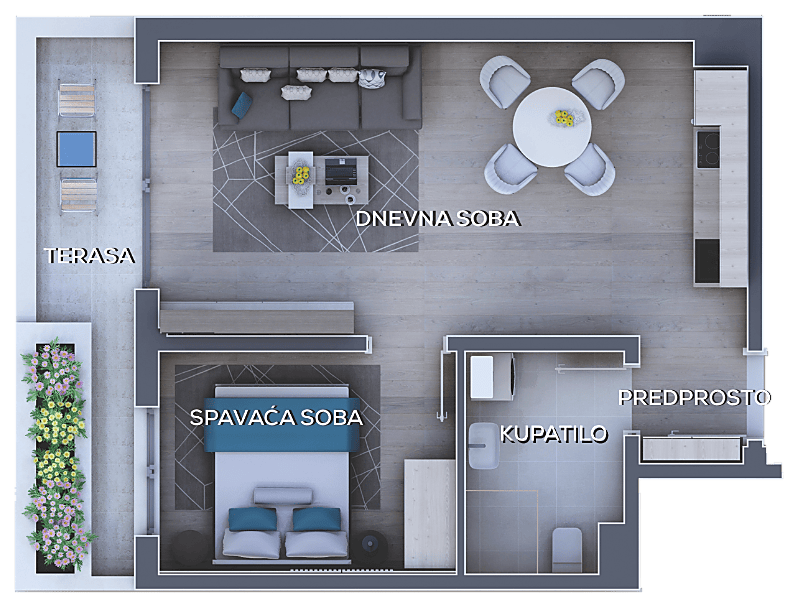 DNEVNA SOBA
TERASA
PREDPROSTO
SPAVAĆA SOBA
KUPATILO